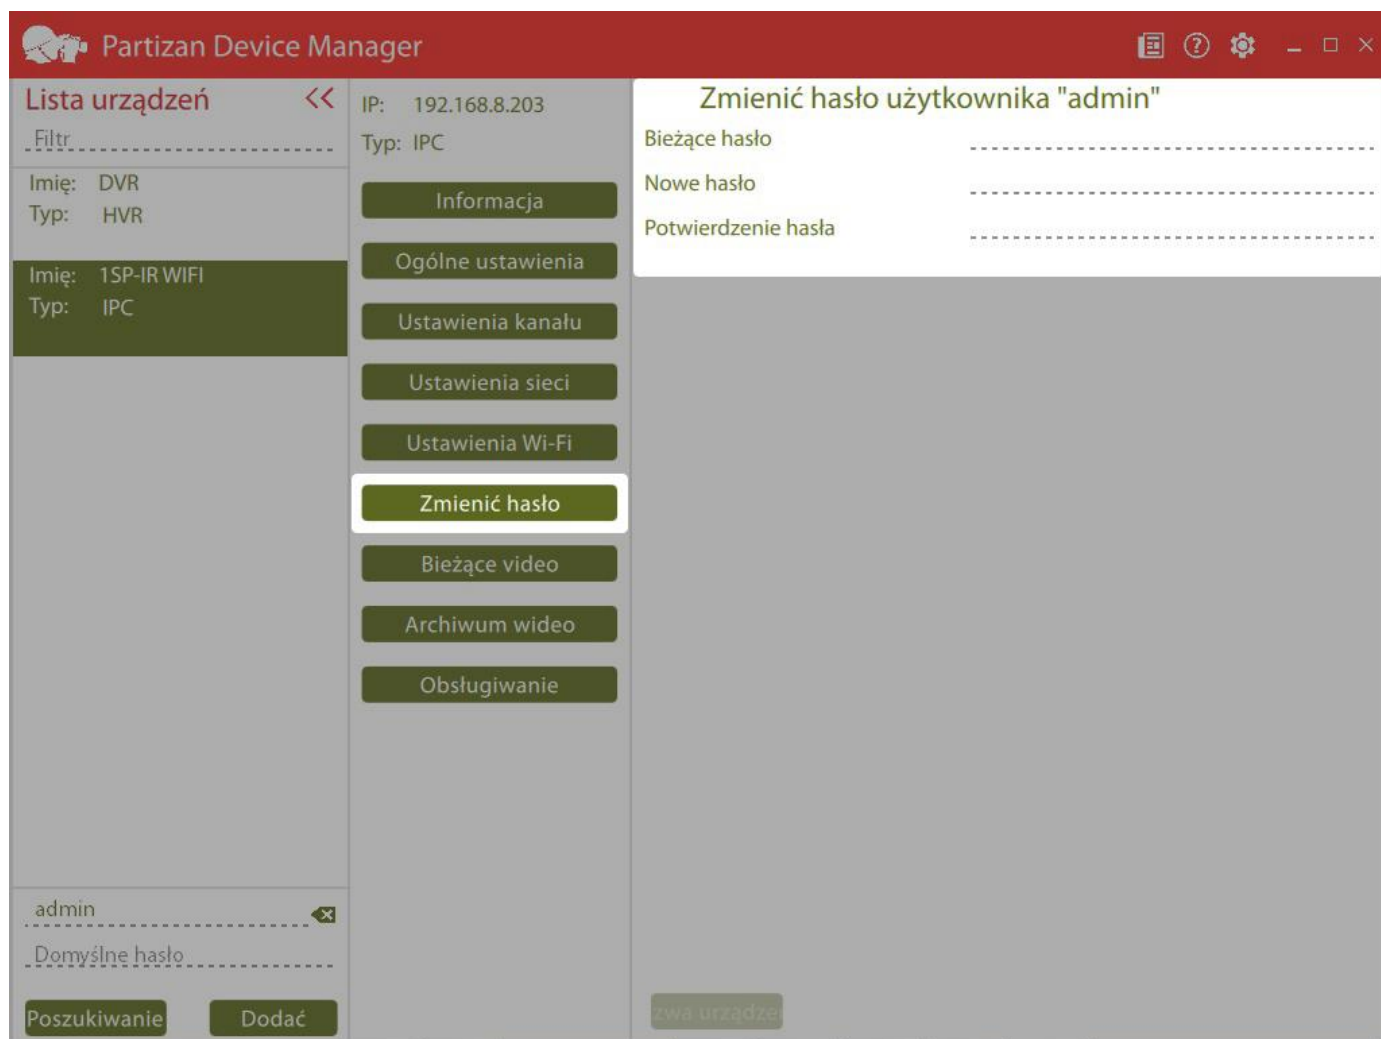 Partizan Device Manager
Lista urządzeń <<
Filtr
Imię: DVR
Typ: HVR
Imię: 1SP-IR WIFI
Typ: IPC
admin
Domyślne hasło
Poszukiwanie
Dodać
IP: 192.168.8.203
Typ: IPC
Informacja
Ogólne ustawienia
Ustawienia kanału
Ustawienia sieci
Ustawienia Wi-Fi
Zmienić hasło
Bieżące video
Archiwum wideo
Obsługiwanie
Zmienić hasło użytkownika "admin"
Bieżące hasło
Nowe hasło
Potwierdzenie hasła